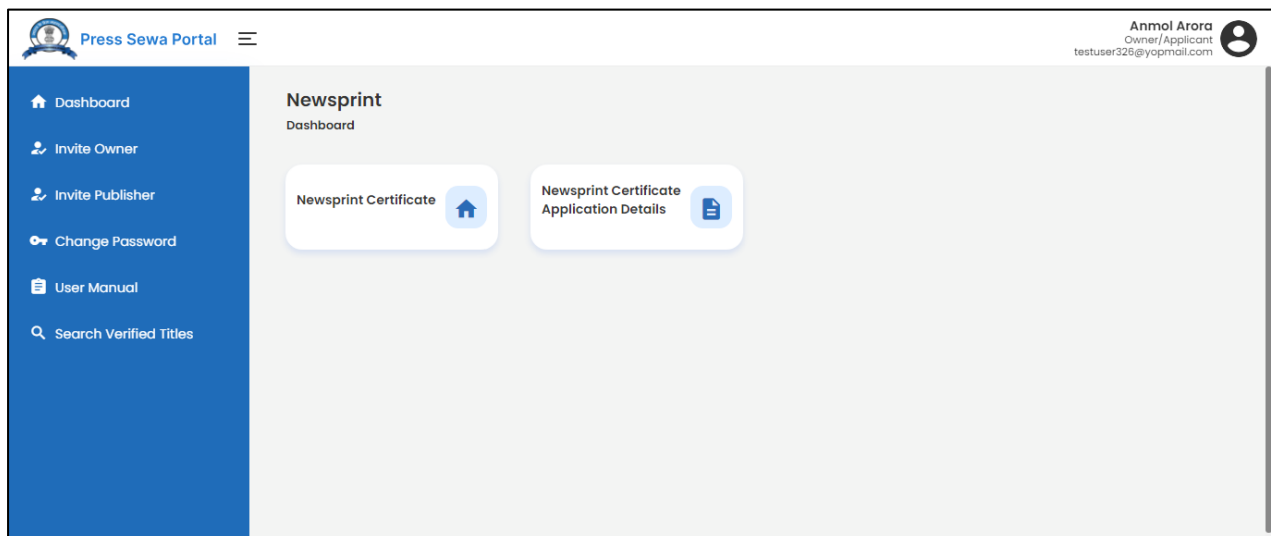 Press Sewa Portal
Anmol Arora
Owner/Applicant
testuser326@yopmail.com
Dashboard
Invite Owner
Invite Publisher
Change Password
User Manual
Search Verified Titles
Newsprint
Dashboard
Newsprint Certificate
Newsprint Certificate
Application Details